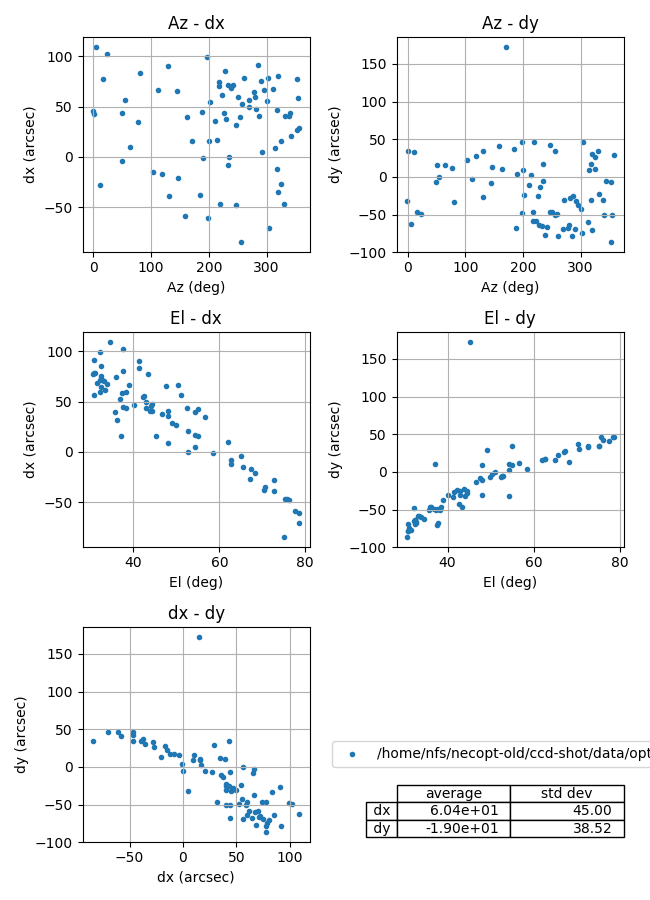 Az - dx
100
50
0
−50
dx (arcsec)
0
100
200
300
Az (deg)
Az - dy
150
100
50
0
−50
−100
dy (arcsec)
0
100
200
300
Az (deg)
El - dx
100
50
0
−50
dx (arcsec)
40
60
80
El (deg)
El - dy
150
100
50
0
−50
−100
dy (arcsec)
40
60
80
El (deg)
dx - dy
150
100
50
0
−50
−100
dy (arcsec)
−50
0
50
100
dx (arcsec)
/home/nfs/necopt-old/ccd-shot/data/opt
average std dev
dx 6.04e+01 45.00
dy -1.90e+01 38.52